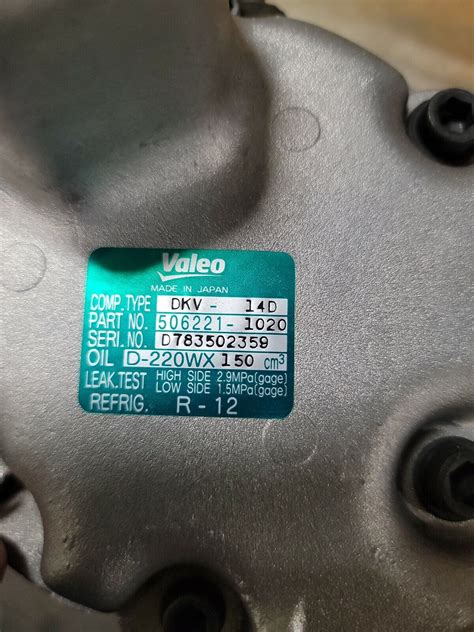 Valeo
MADE IN JAPAN
COMP.TYPE DKV - 14D
PART NO. 506221-1020
SERI.NO. D783502359
OIL D-220WX 150 cm³
LEAK.TEST HIGH SIDE 2.9MPa(gage)
LOW SIDE 1.5MPa(gage)
REFRIG. R-12